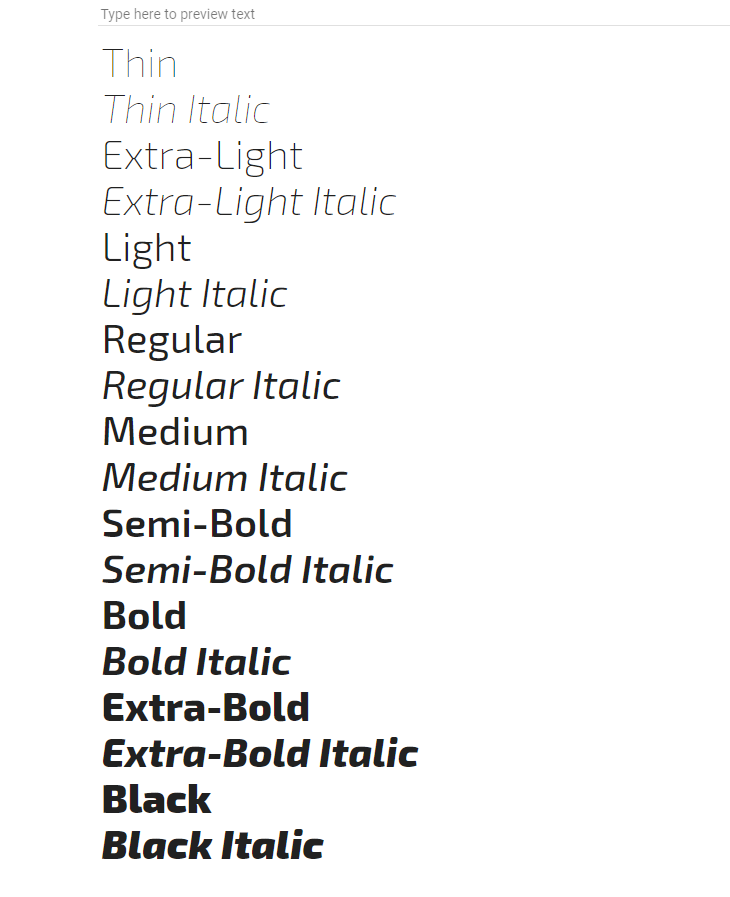 Type here to preview text
Thin
Thin Italic
Extra-Light
Extra-Light Italic
Light
Light Italic
Regular
Regular Italic
Medium
Medium Italic
Semi-Bold
Semi-Bold Italic
Bold
Bold Italic
Extra-Bold
Extra-Bold Italic
Black
Black Italic